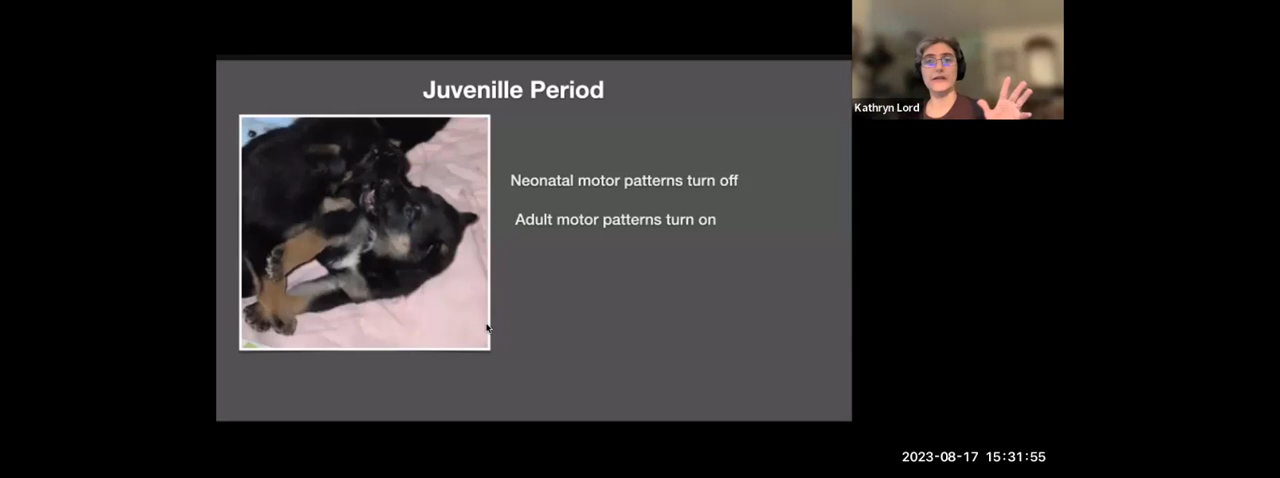 Juvenille Period
Kathryn Lord
Neonatal motor patterns turn off
Adult motor patterns turn on
2023-08-17 15:31:55